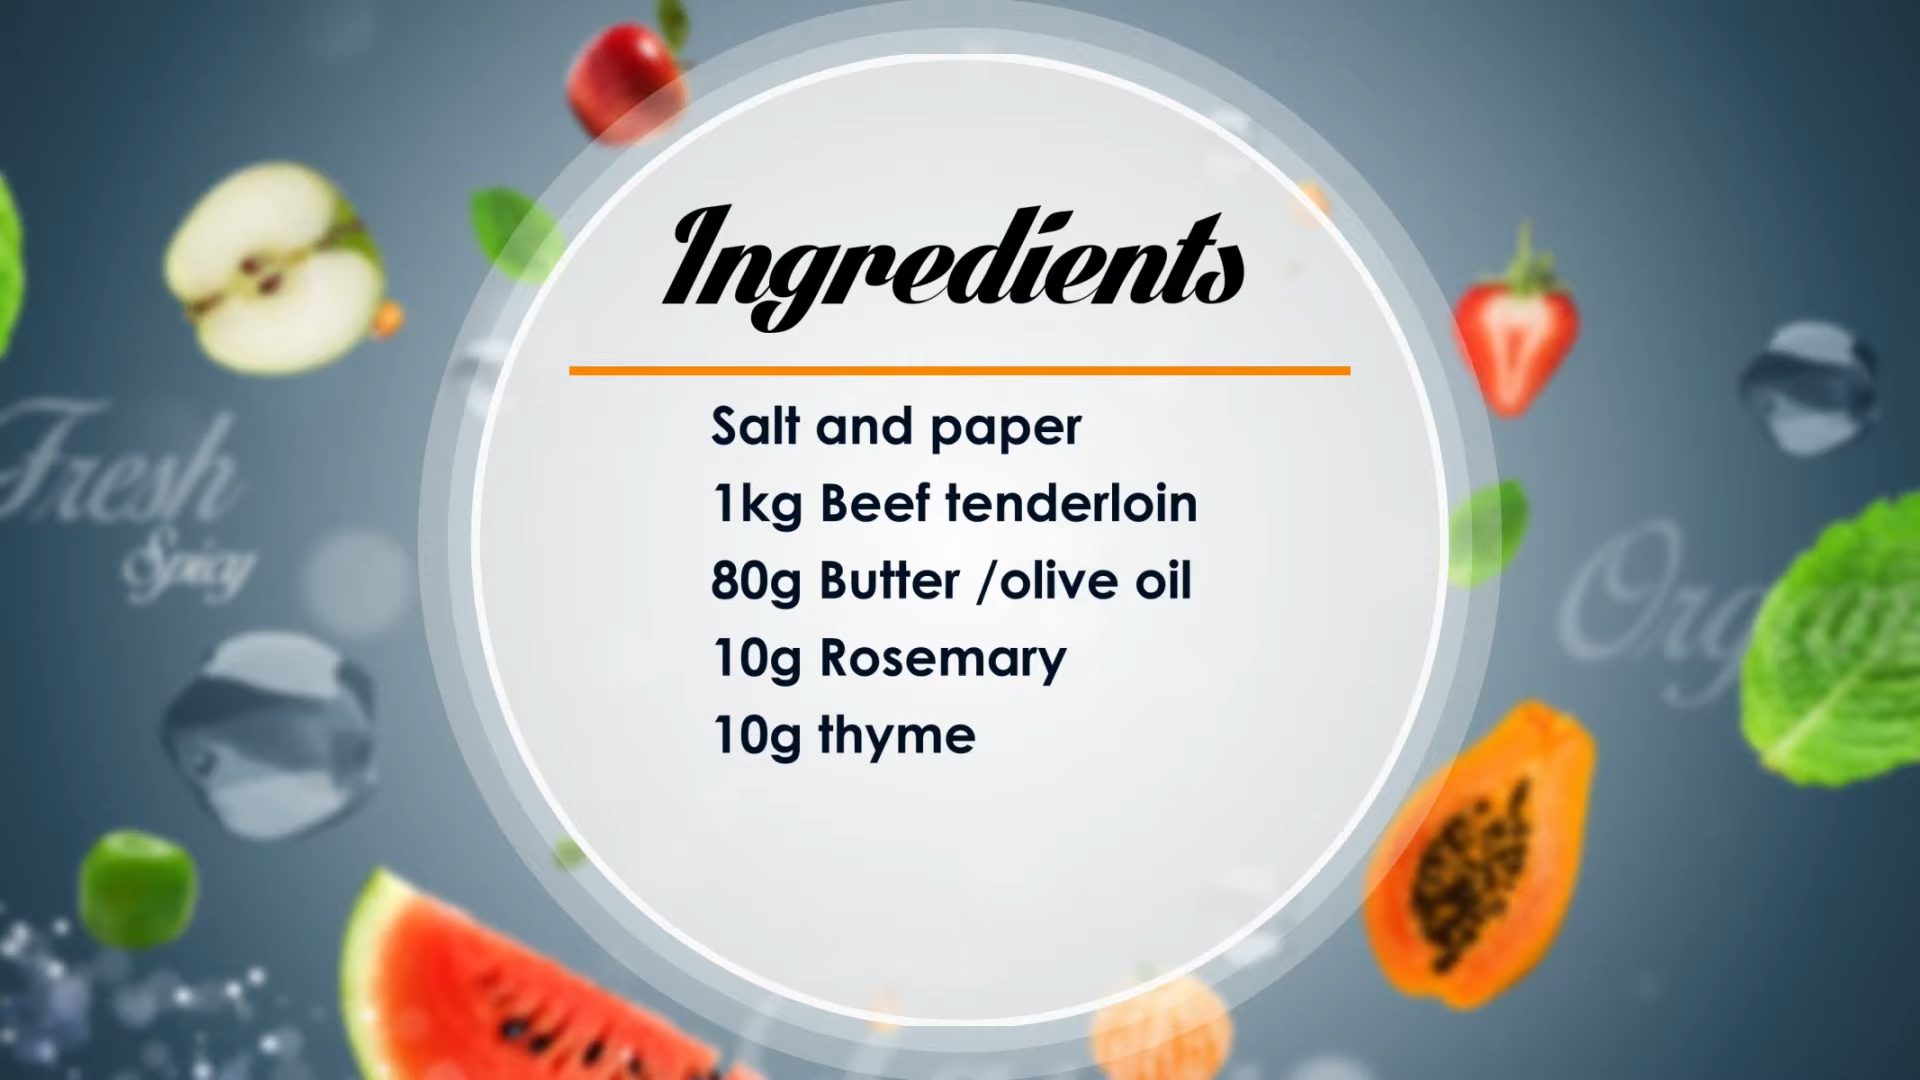 Ingredients
Salt and paper
1kg Beef tenderloin
80g Butter /olive oil
10g Rosemary
10g thyme
Fresh
Spicy